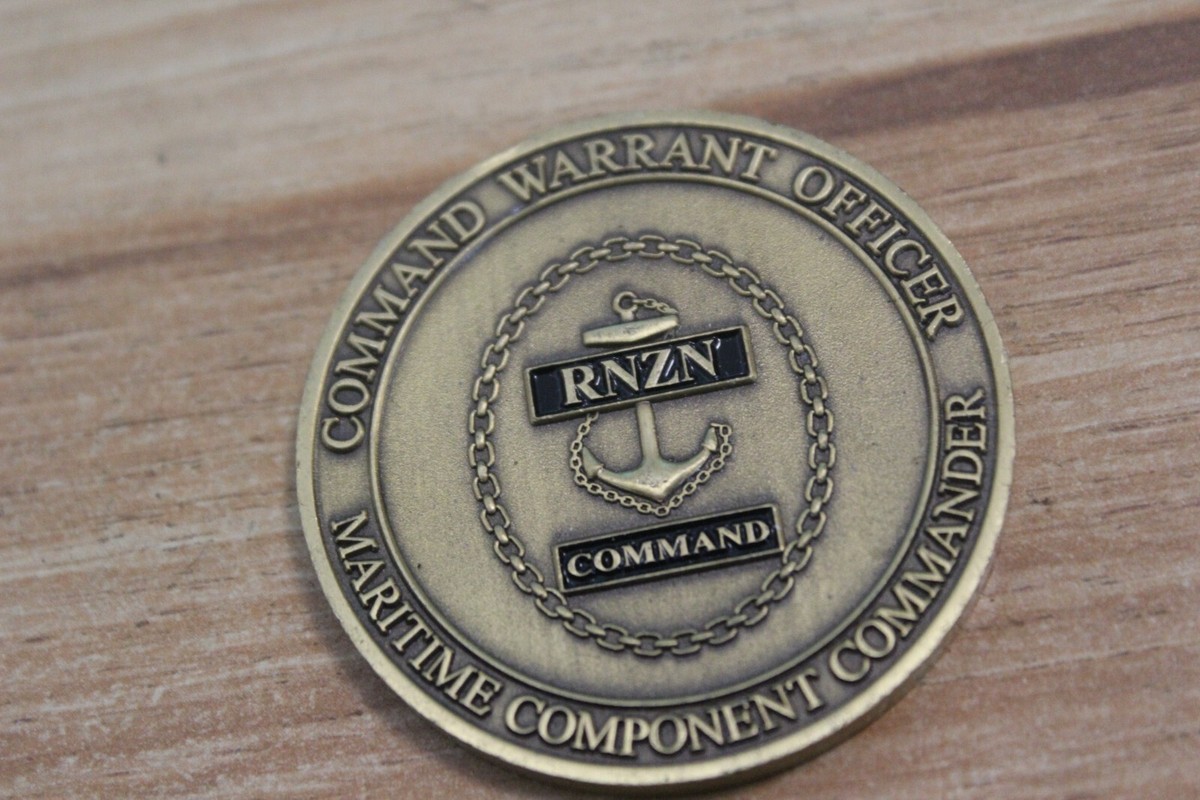 COMMAND WARRANT OFFICER
RNZN
COMMAND
MARITIME COMPONENT COMMANDER